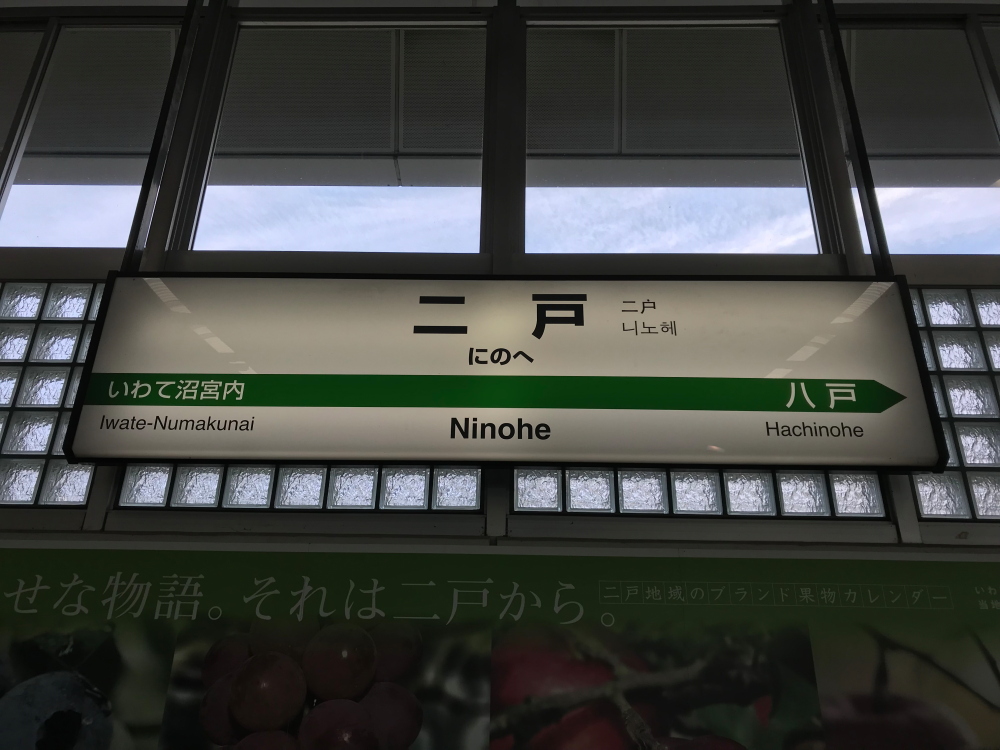 二戸
二户
니노헤
にのへ
いわて沼宮内
八戸
Iwate-Numakunai
Ninohe
Hachinohe
せな物語。それは二戸から。
二戸地域のブランド果物カレンダー